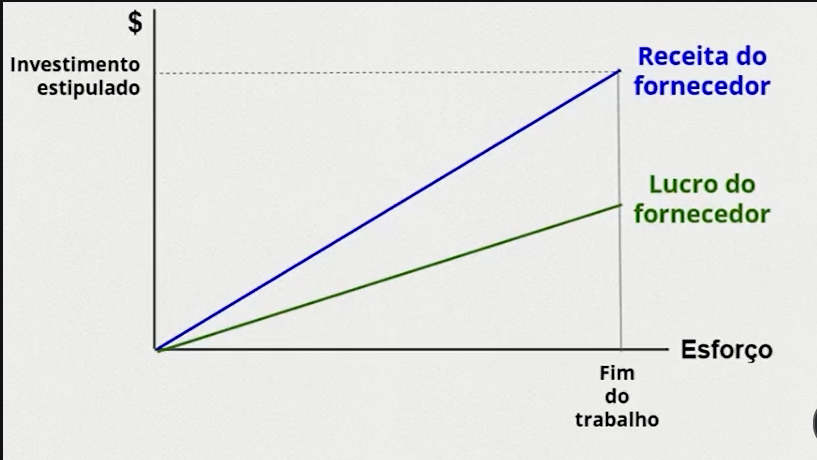 $
Investimento
estipulado
Receita do
fornecedor
Lucro do
fornecedor
Esforço
Fim
do
trabalho